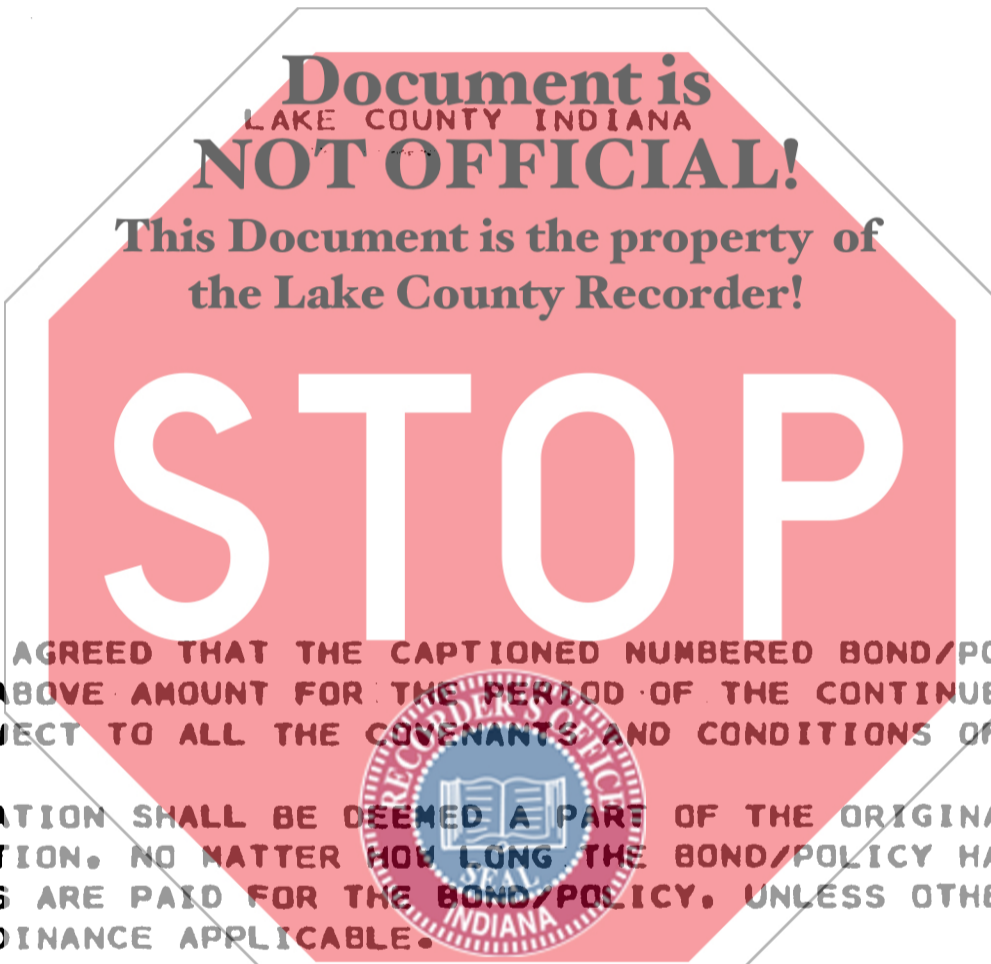 Document is
LAKE COUNTY INDIANA
NOT OFFICIAL!
This Document is the property of
the Lake County Recorder!
STOP
AGREED THAT THE CAPTIONED NUMBERED BOND/PO
ABOVE AMOUNT FOR THE PERIOD OF THE CONTINUE
JECT TO ALL THE COVENANTS AND CONDITIONS OF
ATION SHALL BE DEEMED A PART OF THE ORIGINA
TION. NO MATTER HOW LONG THE BOND/POLICY HA
S ARE PAID FOR THE BOND/POLICY. UNLESS OTHE
DINANCE APPLICABLE.
RECORDER'S OFFICE
SEAL
INDIANA